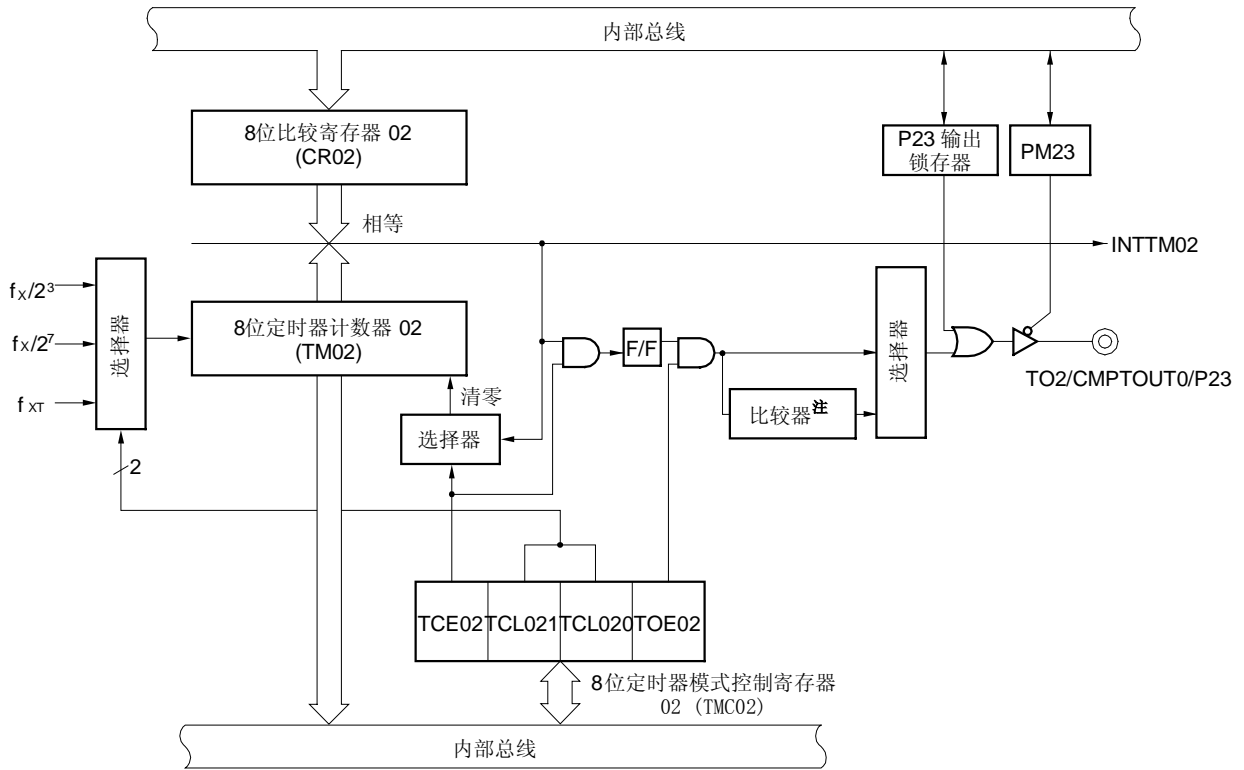 内部总线
8位比较寄存器 02
(CR02)
P23 输出
锁存器
PM23
相等
INTTM02
fX/2³
fX/2⁷
fXT
选择器
8位定时器计数器 02
(TM02)
F/F
选择器
TO2/CMPTOUT0/P23
清零
选择器
比较器注
2
TCE02
TCL021
TCL020
TOE02
8位定时器模式控制寄存器
02 (TMC02)
内部总线